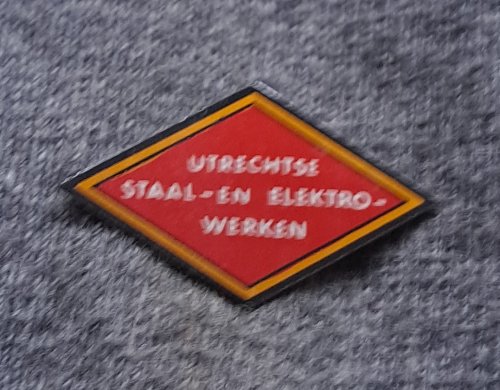 UTRECHTSE
STAAL-EN ELEKTRO-
WERKEN